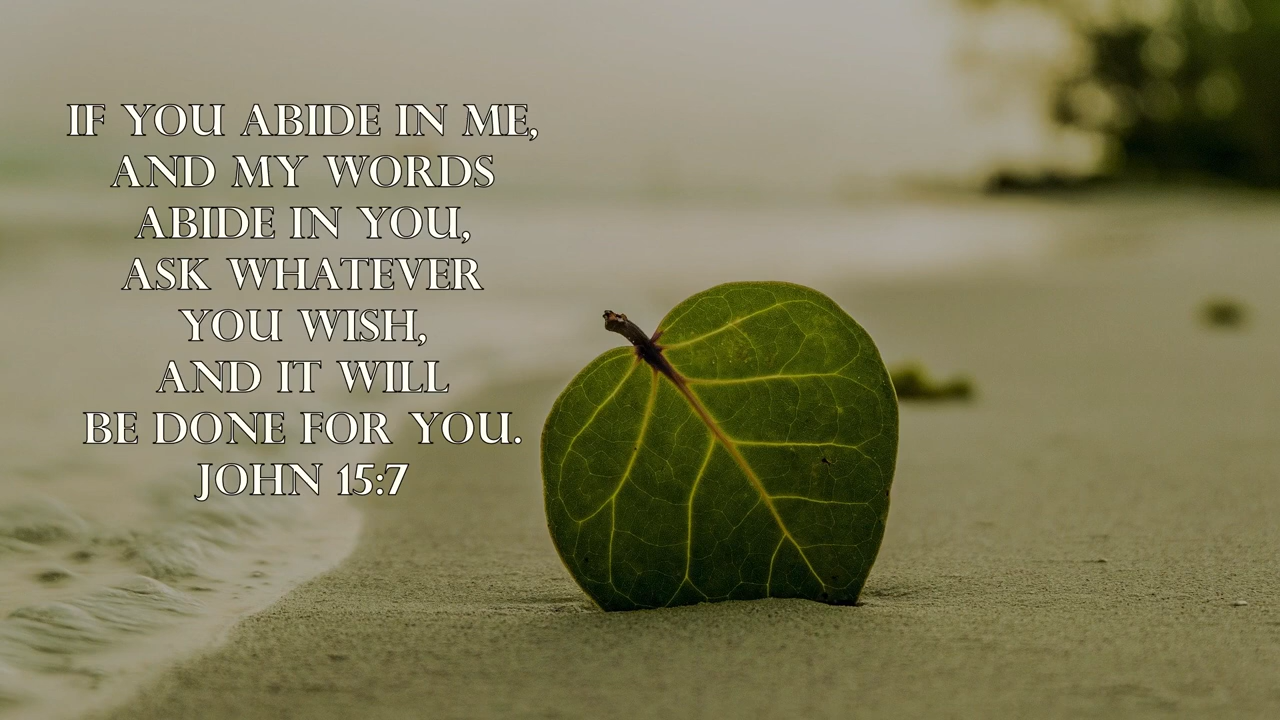 IF YOU ABIDE IN ME,
AND MY WORDS
ABIDE IN YOU,
ASK WHATEVER
YOU WISH,
AND IT WILL
BE DONE FOR YOU.
JOHN 15:7